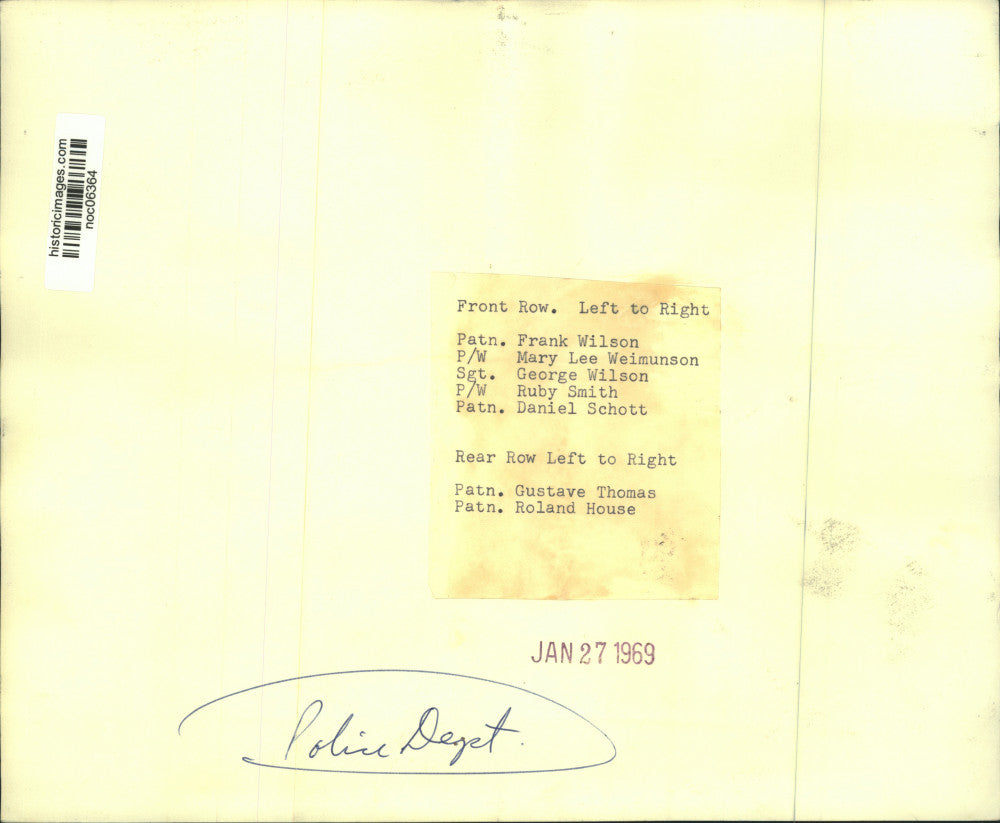 historicimages.com
noc06364
Front Row. Left to Right
Patn. Frank Wilson
P/W Mary Lee Weimunson
Sgt. George Wilson
P/W Ruby Smith
Patn. Daniel Schott
Rear Row Left to Right
Patn. Gustave Thomas
Patn. Roland House
JAN 27 1969
Police Dept.